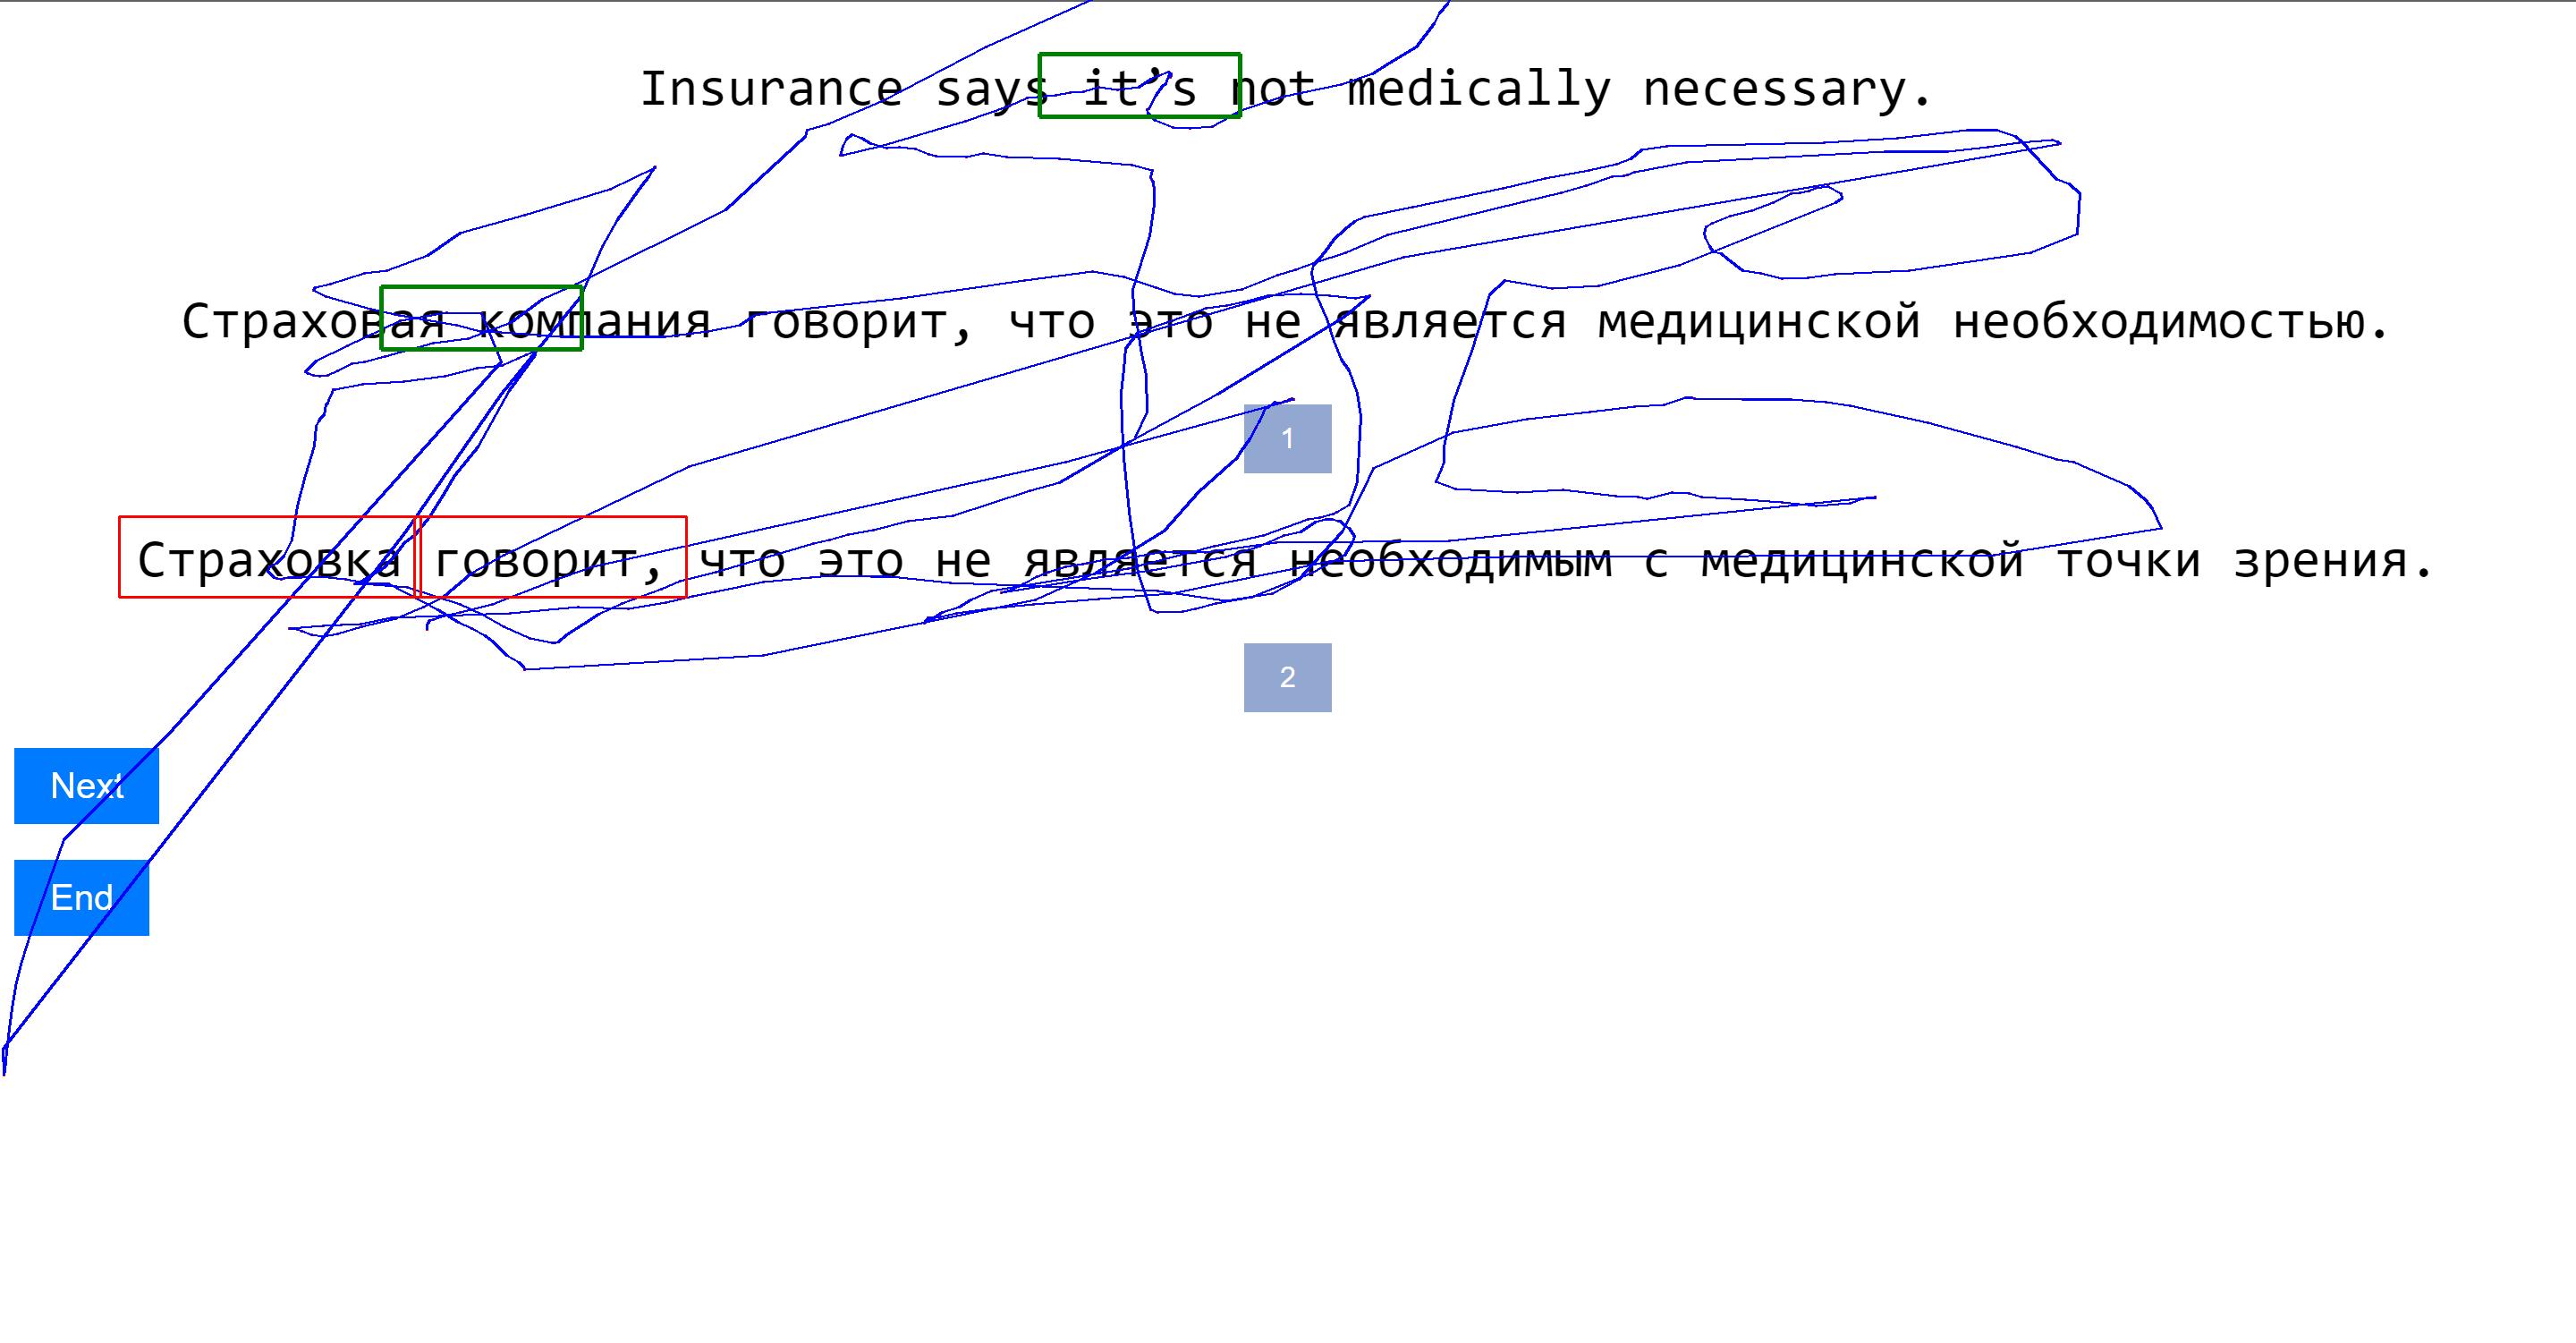 Insurance says it's not medically necessary.
Страховая компания говорит, что это не является медицинской необходимостью.
1
Страховка говорит, что это не является необходимым с медицинской точки зрения.
2
Next
End